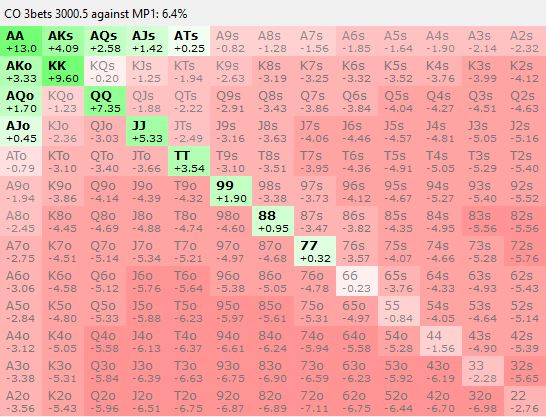 CO 3bets 3000.5 against MP1: 6.4%
AA AKs AQs AJs ATs A9s A8s A7s A6s A5s A4s A3s A2s
+13.0 +4.09 +2.58 +1.42 +0.25 -0.82 -1.28 -1.56 -1.85 -1.64 -1.90 -2.14 -2.32
AKo KK KQs KJs KTs K9s K8s K7s K6s K5s K4s K3s K2s
+3.33 +9.60 -0.20 -1.25 -1.94 -2.63 -3.19 -3.25 -3.32 -3.52 -3.76 -3.99 -4.12
AQo KQo QQ QJs QTs Q9s Q8s Q7s Q6s Q5s Q4s Q3s Q2s
+1.70 -1.23 +7.35 -1.88 -2.22 -2.91 -3.43 -3.86 -3.84 -4.04 -4.27 -4.51 -4.63
AJo KJo QJo JJ JTs J9s J8s J7s J6s J5s J4s J3s J2s
+0.45 -2.36 -3.03 +5.33 -2.49 -3.16 -3.63 -4.06 -4.46 -4.57 -4.81 -5.05 -5.16
ATo KTo QTo JTo TT T9s T8s T7s T6s T5s T4s T3s T2s
-0.79 -3.10 -3.40 -3.66 +3.54 -3.10 -3.51 -3.95 -4.36 -4.91 -5.05 -5.29 -5.40
A9o K9o Q9o J9o T9o 99 98s 97s 96s 95s 94s 93s 92s
-1.94 -3.86 -4.14 -4.39 -4.32 +1.90 -3.38 -3.73 -4.12 -4.67 -5.27 -5.40 -5.52
A8o K8o Q8o J8o T8o 98o 88 87s 86s 85s 84s 83s 82s
-2.45 -4.45 -4.69 -4.88 -4.74 -4.60 +0.95 -3.47 -3.82 -4.35 -4.95 -5.56 -5.56
A7o K7o Q7o J7o T7o 97o 87o 77 76s 75s 74s 73s 72s
-2.75 -4.51 -5.14 -5.34 -5.21 -4.97 -4.68 +0.32 -3.57 -4.07 -4.66 -5.28 -5.76
A6o K6o Q6o J6o T6o 96o 86o 76o 66 65s 64s 63s 62s
-3.06 -4.58 -5.12 -5.76 -5.64 -5.38 -5.05 -4.78 -0.23 -3.76 -4.33 -4.93 -5.43
A5o K5o Q5o J5o T5o 95o 85o 75o 65o 55 54s 53s 52s
-2.84 -4.80 -5.33 -5.88 -6.23 -5.97 -5.61 -5.31 -4.97 -0.84 -4.05 -4.64 -5.14
A4o K4o Q4o J4o T4o 94o 84o 74o 64o 54o 44 43s 42s
-3.12 -5.05 -5.58 -6.13 -6.37 -6.61 -6.24 -5.94 -5.58 -5.28 -1.56 -4.90 -5.39
A3o K3o Q3o J3o T3o 93o 83o 73o 63o 53o 43o 33 32s
-3.38 -5.31 -5.84 -6.39 -6.63 -6.75 -6.90 -6.59 -6.23 -5.92 -6.19 -2.28 -5.65
A2o K2o Q2o J2o T2o 92o 82o 72o 62o 52o 42o 32o 22
-3.56 -5.43 -5.96 -6.51 -6.75 -6.87 -6.89 -7.11 -6.75 -6.44 -6.70 -6.98 -2.76